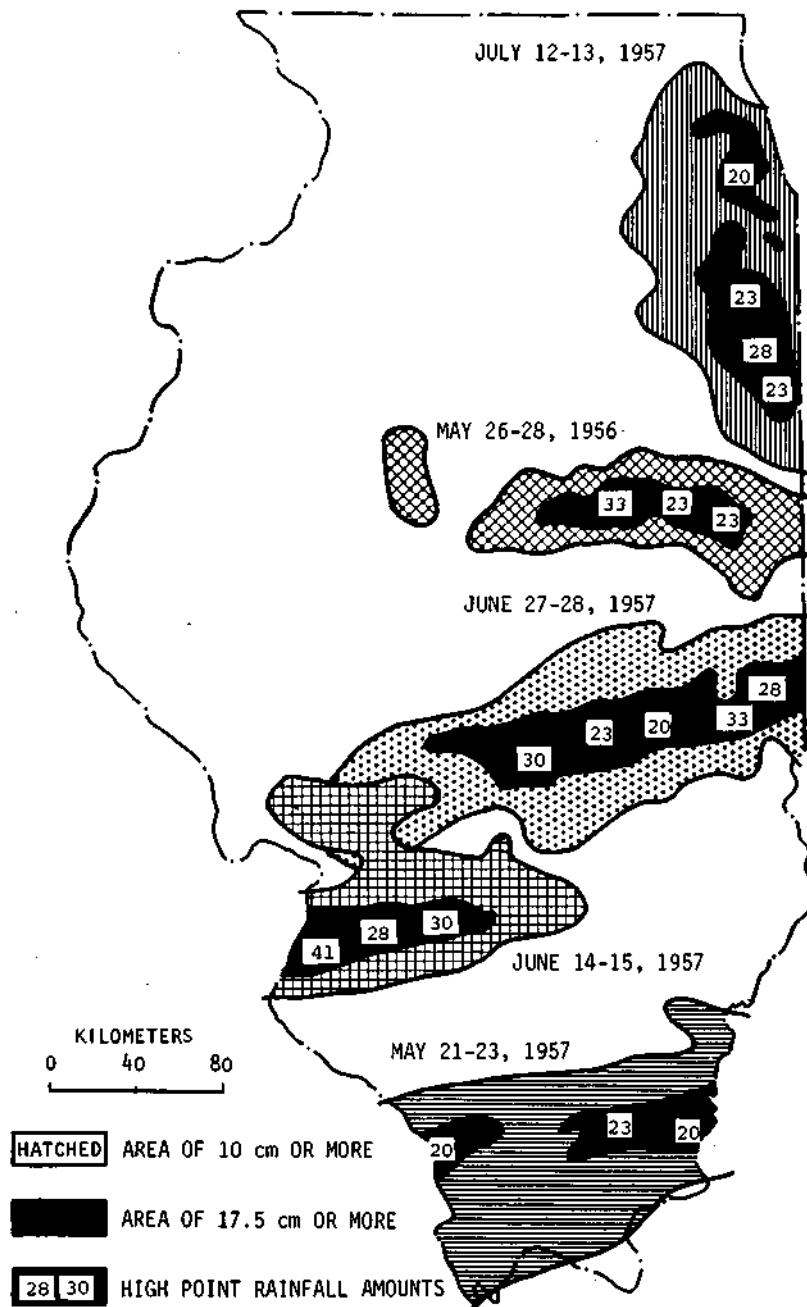 JULY 12-13, 1957
20
23
28
23
MAY 26-28, 1956
33 23 23
JUNE 27-28, 1957
28
33
20
23
30
30
28
41
JUNE 14-15, 1957
KILOMETERS
0 40 80
MAY 21-23, 1957
23
20
20
HATCHED AREA OF 10 cm OR MORE
AREA OF 17.5 cm OR MORE
28 30 HIGH POINT RAINFALL AMOUNTS